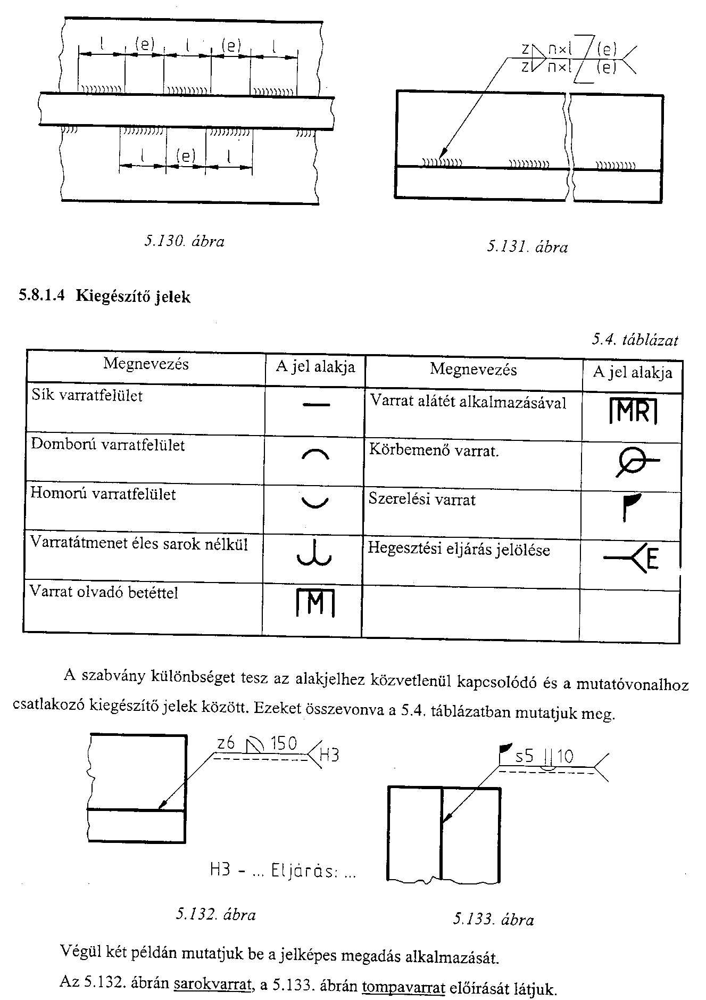 l (e) l (e) l
l (e) l
z n×l (e)
z n×l (e)
5.130. ábra
5.131. ábra
5.8.1.4 Kiegészítő jelek
5.4. táblázat
Megnevezés A jel alakja Megnevezés A jel alakja
Sík varratfelület Varrat alátét alkalmazásával MR
Domború varratfelület Körbemenő varrat.
Homorú varratfelület Szerelési varrat
Varratátmenet éles sarok nélkül Hegesztési eljárás jelölése E
Varrat olvadó betéttel M
A szabvány különbséget tesz az alakjelhez közvetlenül kapcsolódó és a mutatóvonalhoz
csatlakozó kiegészítő jelek között. Ezeket összevonva a 5.4. táblázatban mutatjuk meg.
z6 150 H3
s5 || 10
H3 - ... Eljárás: ...
5.132. ábra
5.133. ábra
Végül két példán mutatjuk be a jelképes megadás alkalmazását.
Az 5.132. ábrán sarokvarrat, a 5.133. ábrán tompavarrat előírását látjuk.